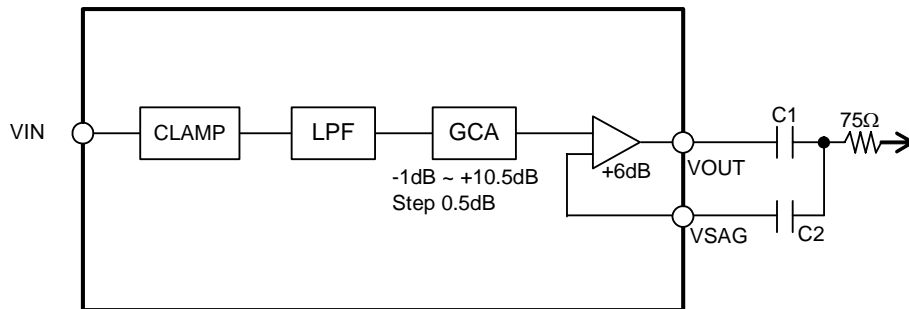 C1
75Ω
VIN
CLAMP
LPF
GCA
VOUT
+6dB
-1dB ~ +10.5dB
Step 0.5dB
VSAG
C2